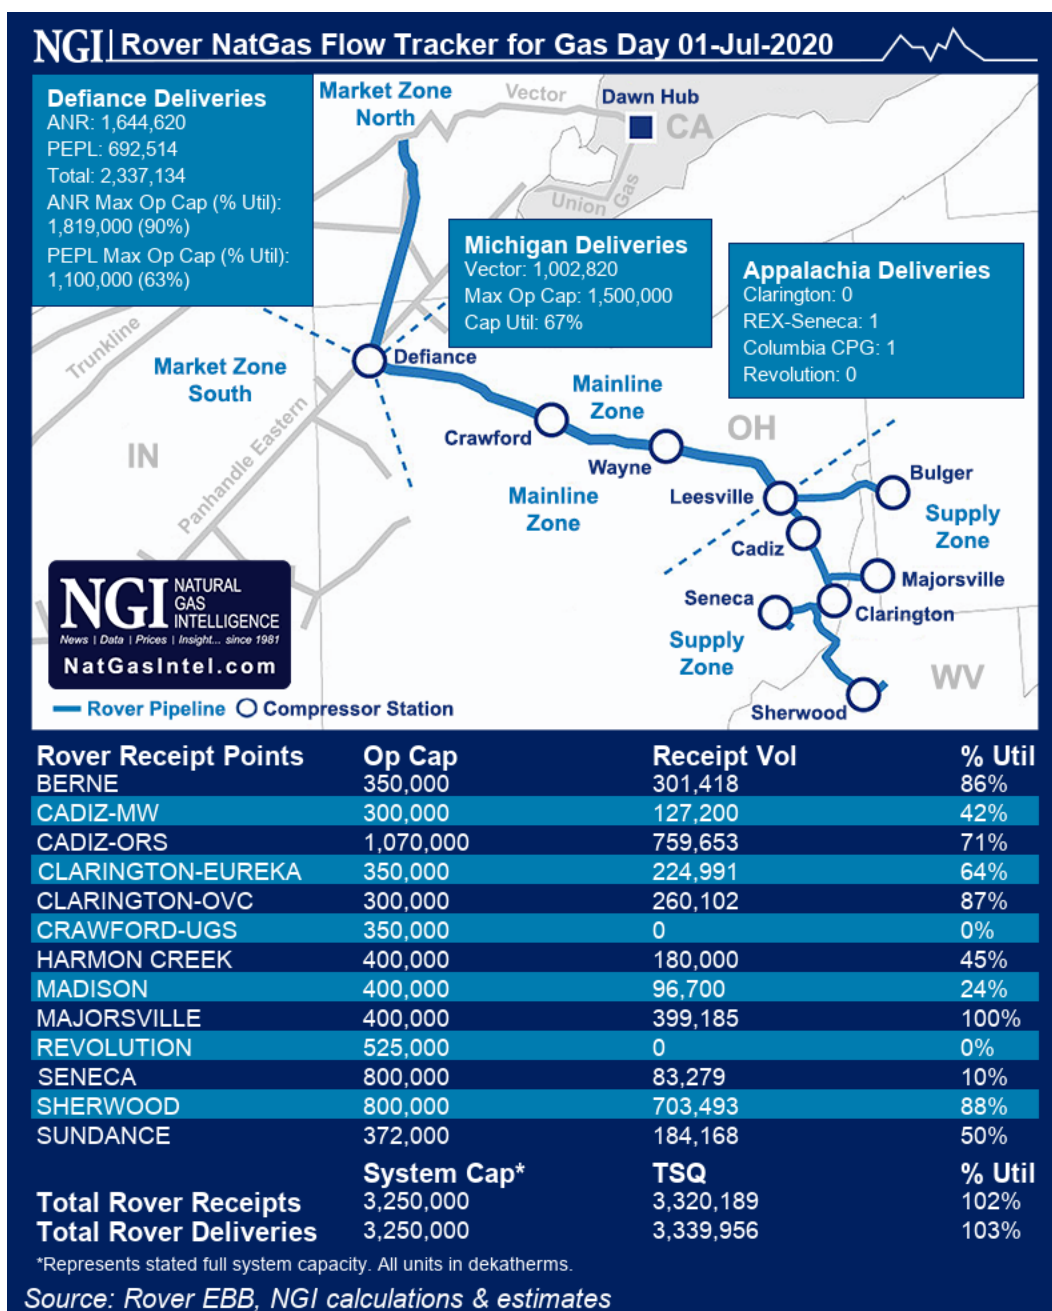 NGI Rover NatGas Flow Tracker for Gas Day 01-Jul-2020
Defiance Deliveries
ANR: 1,644,620
PEPL: 692,514
Total: 2,337,134
ANR Max Op Cap (% Util):
1,819,000 (90%)
PEPL Max Op Cap (% Util):
1,100,000 (63%)
Market Zone
North
Vector
Dawn Hub
CA
Union Gas
Michigan Deliveries
Vector: 1,002,820
Max Op Cap: 1,500,000
Cap Util: 67%
Appalachia Deliveries
Clarington: 0
REX-Seneca: 1
Columbia CPG: 1
Revolution: 0
Trunkline
Market Zone
South
Defiance
Mainline
Zone
Crawford
OH
IN
Wayne
Panhandle Eastern
Mainline
Zone
Leesville
Bulger
Supply
Zone
Cadiz
Majorsville
Seneca
Clarington
Supply
Zone
WV
Sherwood
NGI NATURAL
GAS
INTELLIGENCE
News | Data | Prices | Insight... since 1981
NatGasIntel.com
Rover Pipeline Compressor Station
Rover Receipt Points Op Cap Receipt Vol % Util
BERNE 350,000 301,418 86%
CADIZ-MW 300,000 127,200 42%
CADIZ-ORS 1,070,000 759,653 71%
CLARINGTON-EUREKA 350,000 224,991 64%
CLARINGTON-OVC 300,000 260,102 87%
CRAWFORD-UGS 350,000 0 0%
HARMON CREEK 400,000 180,000 45%
MADISON 400,000 96,700 24%
MAJORSVILLE 400,000 399,185 100%
REVOLUTION 525,000 0 0%
SENECA 800,000 83,279 10%
SHERWOOD 800,000 703,493 88%
SUNDANCE 372,000 184,168 50%
System Cap* TSQ % Util
Total Rover Receipts 3,250,000 3,320,189 102%
Total Rover Deliveries 3,250,000 3,339,956 103%
*Represents stated full system capacity. All units in dekatherms.
Source: Rover EBB, NGI calculations & estimates